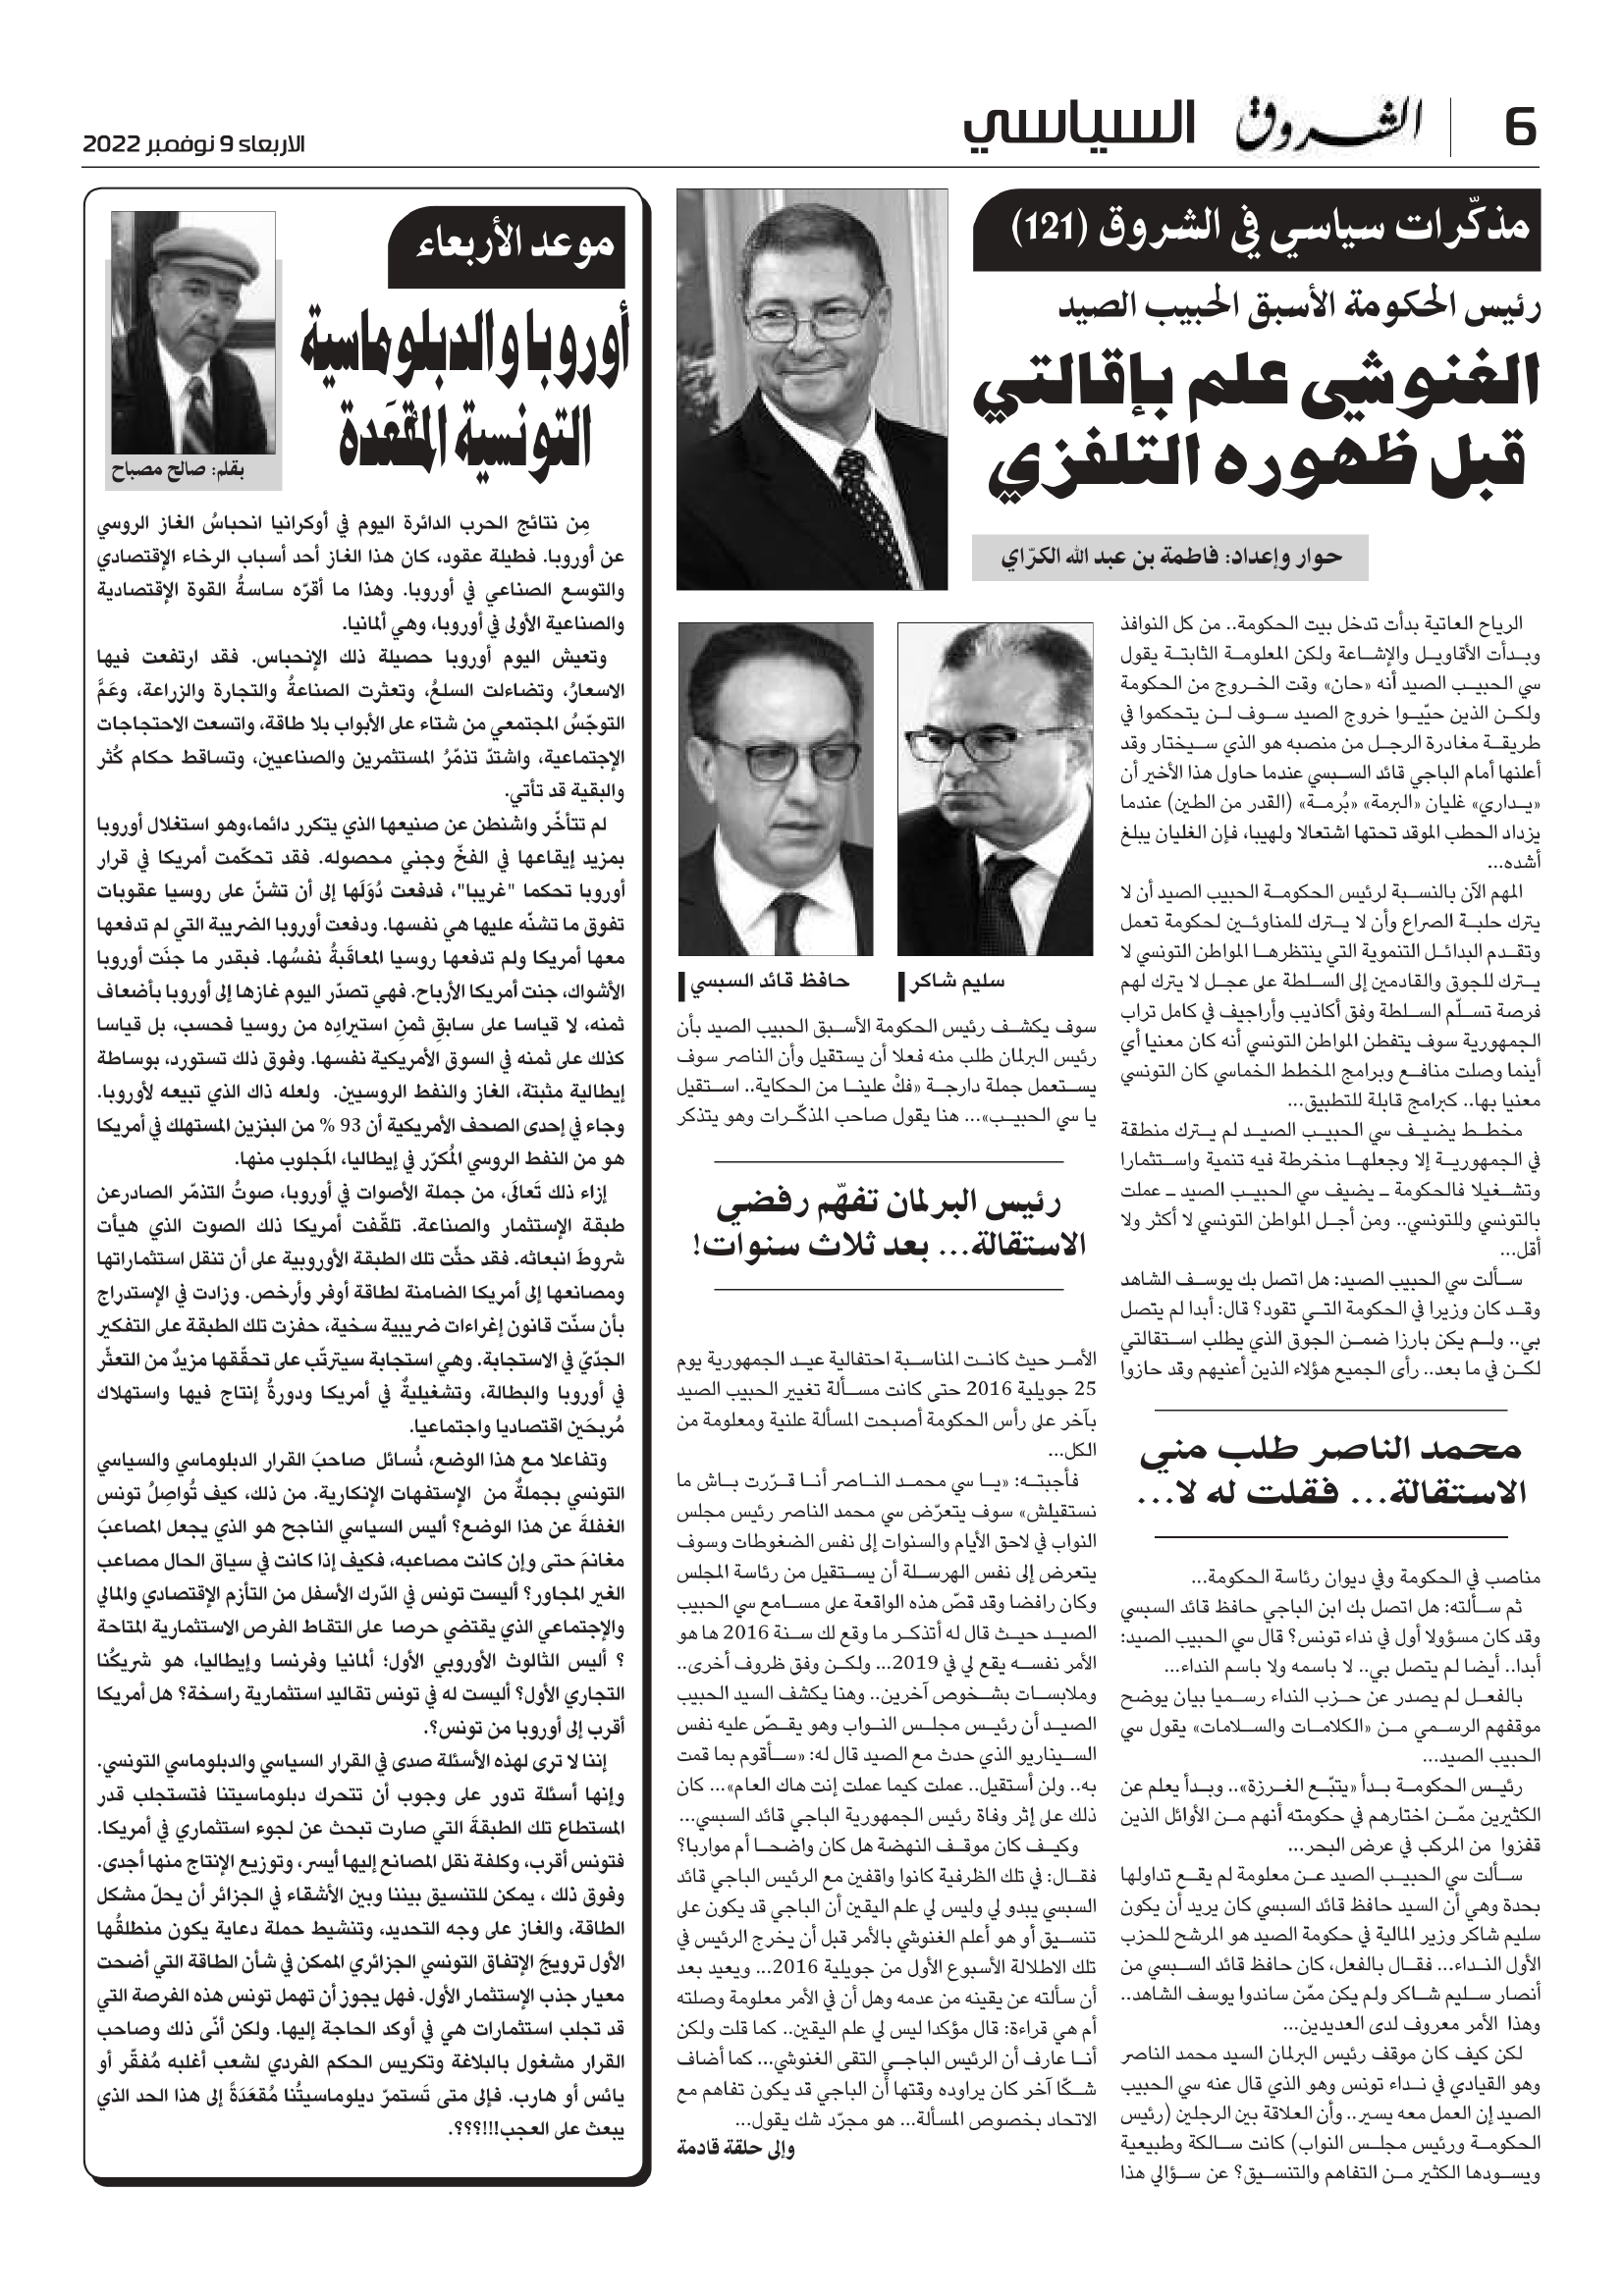 6
الشروق
السياسي
الاربعاء 9 نوفمبر 2022
مذكّرات سياسي في الشروق (121)
رئيس الحكومة الأسبق الحبيب الصيد
الغنوشي علم بإقالتي
قبل ظهوره التلفزي
حوار وإعداد: فاطمة بن عبد الله الكرّاي
الرياح العاتية بدأت تدخل بيت الحكومة.. من كل النوافذ
وبدأت الأقاويل والإشاعة ولكن المعلومة الثابتة يقول
سي الحبيب الصيد أنه «حان» وقت الخروج من الحكومة
ولكن الذين حيّيوا خروج الصيد سوف لن يتحكموا في
طريقة مغادرة الرجل من منصبه هو الذي سيختار وقد
أعلنها أمام الباجي قائد السبسي عندما حاول هذا الأخير أن
«يداري» غليان «البرمة» «بُرمة» (القدر من الطين) عندما
يزداد الحطب الموقد تحتها اشتعالا ولهيبا، فإن الغليان يبلغ
أشده...
المهم الآن بالنسبة لرئيس الحكومة الحبيب الصيد أن لا
يترك حلبة الصراع وأن لا يترك للمناوئين لحكومة تعمل
وتقدم البدائل التنموية التي ينتظرها المواطن التونسي لا
يترك للجوق والقادمين إلى السلطة على عجل لا يترك لهم
فرصة تسلّم السلطة وفق أكاذيب وأراجيف في كامل تراب
الجمهورية سوف يتفطن المواطن التونسي أنه كان معنيا أي
أينما وصلت منافع وبرامج المخطط الخماسي كان التونسي
معنيا بها.. كبرامج قابلة للتطبيق...
مخطط يضيف سي الحبيب الصيد لم يترك منطقة
في الجمهورية إلا وجعلها منخرطة فيه تنمية واستثمارا
وتشغيلا فالحكومة ـ يضيف سي الحبيب الصيد ـ عملت
بالتونسي وللتونسي.. ومن أجل المواطن التونسي لا أكثر ولا
أقل...
سألت سي الحبيب الصيد: هل اتصل بك يوسف الشاهد
وقد كان وزيرا في الحكومة التي تقود؟ قال: أبدا لم يتصل
بي.. ولم يكن بارزا ضمن الجوق الذي يطلب استقالتي
لكن في ما بعد.. رأى الجميع هؤلاء الذين أعنيهم وقد حازوا
محمد الناصر طلب مني
الاستقالة... فقلت له لا...
مناصب في الحكومة وفي ديوان رئاسة الحكومة...
ثم سألته: هل اتصل بك ابن الباجي حافظ قائد السبسي
وقد كان مسؤولا أول في نداء تونس؟ قال سي الحبيب الصيد:
أبدا.. أيضا لم يتصل بي.. لا باسمه ولا باسم النداء...
بالفعل لم يصدر عن حزب النداء رسميا بيان يوضح
موقفهم الرسمي من «الكلامات والسلامات» يقول سي
الحبيب الصيد...
رئيس الحكومة بدأ «يتبّع الغرزة».. وبدأ يعلم عن
الكثيرين ممّن اختارهم في حكومته أنهم من الأوائل الذين
قفزوا من المركب في عرض البحر...
سألت سي الحبيب الصيد عن معلومة لم يقع تداولها
بحدة وهي أن السيد حافظ قائد السبسي كان يريد أن يكون
سليم شاكر وزير المالية في حكومة الصيد هو المرشح للحزب
الأول النداء... فقال بالفعل، كان حافظ قائد السبسي من
أنصار سليم شاكر ولم يكن ممّن ساندوا يوسف الشاهد..
وهذا الأمر معروف لدى العديدين...
لكن كيف كان موقف رئيس البرلمان السيد محمد الناصر
وهو القيادي في نداء تونس وهو الذي قال عنه سي الحبيب
الصيد إن العمل معه يسير.. وأن العلاقة بين الرجلين (رئيس
الحكومة ورئيس مجلس النواب) كانت سالكة وطبيعية
ويسودها الكثير من التفاهم والتنسيق؟ عن سؤالي هذا
سليم شاكر
حافظ قائد السبسي
سوف يكشف رئيس الحكومة الأسبق الحبيب الصيد بأن
رئيس البرلمان طلب منه فعلا أن يستقيل وأن الناصر سوف
يستعمل جملة دارجة «فكْ علينا من الحكاية.. استقيل
يا سي الحبيب»... هنا يقول صاحب المذكّرات وهو يتذكر
رئيس البرلمان تفهّم رفضي
الاستقالة... بعد ثلاث سنوات!
الأمر حيث كانت المناسبة احتفالية عيد الجمهورية يوم
25 جويلية 2016 حتى كانت مسألة تغيير الحبيب الصيد
بآخر على رأس الحكومة أصبحت المسألة علنية ومعلومة من
الكل...
فأجبته: «يا سي محمد الناصر أنا قرّرت باش ما
نستقيلش» سوف يتعرّض سي محمد الناصر رئيس مجلس
النواب في لاحق الأيام والسنوات إلى نفس الضغوطات وسوف
يتعرض إلى نفس الهرسلة أن يستقيل من رئاسة المجلس
وكان رافضا وقد قصّ هذه الواقعة على مسامع سي الحبيب
الصيد حيث قال له أتذكر ما وقع لك سنة 2016 ها هو
الأمر نفسه يقع لي في 2019... ولكن وفق ظروف أخرى..
وملابسات بشخوص آخرين.. وهنا يكشف السيد الحبيب
الصيد أن رئيس مجلس النواب وهو يقصّ عليه نفس
السيناريو الذي حدث مع الصيد قال له: «سأقوم بما قمت
به.. ولن أستقيل.. عملت كيما عملت إنت هاك العام»... كان
ذلك على إثر وفاة رئيس الجمهورية الباجي قائد السبسي...
وكيف كان موقف النهضة هل كان واضحا أم مواربا؟
فقال: في تلك الظرفية كانوا واقفين مع الرئيس الباجي قائد
السبسي يبدو لي وليس لي علم اليقين أن الباجي قد يكون على
تنسيق أو هو أعلم الغنوشي بالأمر قبل أن يخرج الرئيس في
تلك الاطلالة الأسبوع الأول من جويلية 2016... ويعيد بعد
أن سألته عن يقينه من عدمه وهل أن في الأمر معلومة وصلته
أم هي قراءة: قال مؤكدا ليس لي علم اليقين.. كما قلت ولكن
أنا عارف أن الرئيس الباجي التقى الغنوشي... كما أضاف
شكّا آخر كان يراوده وقتها أن الباجي قد يكون تفاهم مع
الاتحاد بخصوص المسألة... هو مجرّد شك يقول...
وإلى حلقة قادمة
موعد الأربعاء
أوروبا والدبلوماسية
التونسية المُقعَدة
بقلم: صالح مصباح
مِن نتائج الحرب الدائرة اليوم في أوكرانيا انحباسُ الغاز الروسي
عن أوروبا. فطيلة عقود، كان هذا الغاز أحد أسباب الرخاء الإقتصادي
والتوسع الصناعي في أوروبا. وهذا ما أقرّه ساسةُ القوة الإقتصادية
والصناعية الأولى في أوروبا، وهي ألمانيا.
وتعيش اليوم أوروبا حصيلة ذلك الإنحباس. فقد ارتفعت فيها
الاسعارُ، وتضاءلت السلعُ، وتعثرت الصناعةُ والتجارة والزراعة، وعَمَّ
التوجّسُ المجتمعي من شتاء على الأبواب بلا طاقة، واتسعت الاحتجاجات
الإجتماعية، واشتدّ تذمّرُ المستثمرين والصناعيين، وتساقط حكام كُثر
والبقية قد تأتي.
لم تتأخّر واشنطن عن صنيعها الذي يتكرر دائما،وهو استغلال أوروبا
بمزيد إيقاعها في الفخّ وجني محصوله. فقد تحكّمت أمريكا في قرار
أوروبا تحكما "غريبا"، فدفعت دُوَلَها إلى أن تشنّ على روسيا عقوبات
تفوق ما تشنّه عليها هي نفسها. ودفعت أوروبا الضريبة التي لم تدفعها
معها أمريكا ولم تدفعها روسيا المعاقَبةُ نفسُها. فبقدر ما جنَت أوروبا
الأشواك، جنت أمريكا الأرباح. فهي تصدّر اليوم غازها إلى أوروبا بأضعاف
ثمنه، لا قياسا على سابقِ ثمنِ استيرادِه من روسيا فحسب، بل قياسا
كذلك على ثمنه في السوق الأمريكية نفسها. وفوق ذلك تستورد، بوساطة
إيطالية مثبتة، الغاز والنفط الروسيين. ولعله ذاك الذي تبيعه لأوروبا.
وجاء في إحدى الصحف الأمريكية أن 93 % من البنزين المستهلك في أمريكا
هو من النفط الروسي المُكرّر في إيطاليا، المَجلوب منها.
إزاء ذلك تَعالَى، من جملة الأصوات في أوروبا، صوتُ التذمّر الصادرعن
طبقة الإستثمار والصناعة. تلقّفت أمريكا ذلك الصوت الذي هيأت
شروطَ انبعاثه. فقد حثّت تلك الطبقة الأوروبية على أن تنقل استثماراتها
ومصانعها إلى أمريكا الضامنة لطاقة أوفر وأرخص. وزادت في الإستدراج
بأن سنّت قانون إغراءات ضريبية سخية، حفزت تلك الطبقة على التفكير
الجدّيّ في الاستجابة. وهي استجابة سيترتّب على تحقّقها مزيدٌ من التعثّر
في أوروبا والبطالة، وتشغيليةٌ في أمريكا ودورةُ إنتاج فيها واستهلاك
مُربحَين اقتصاديا واجتماعيا.
وتفاعلا مع هذا الوضع، نُسائل صاحبَ القرار الدبلوماسي والسياسي
التونسي بجملةٌ من الإستفهات الإنكارية. من ذلك، كيف تُواصِلُ تونس
الغفلةَ عن هذا الوضع؟ أليس السياسي الناجح هو الذي يجعل المصاعبَ
مغانمَ حتى وإن كانت مصاعبه، فكيف إذا كانت في سياق الحال مصاعب
الغير المجاور؟ أليست تونس في الدّرك الأسفل من التأزم الإقتصادي والمالي
والإجتماعي الذي يقتضي حرصا على التقاط الفرص الاستثمارية المتاحة
؟ أليس الثالوث الأوروبي الأول؛ ألمانيا وفرنسا وإيطاليا، هو شريكُنا
التجاري الأول؟ أليست له في تونس تقاليد استثمارية راسخة؟ هل أمريكا
أقرب إلى أوروبا من تونس؟.
إننا لا ترى لهذه الأسئلة صدى في القرار السياسي والدبلوماسي التونسي.
وإنها أسئلة تدور على وجوب أن تتحرك دبلوماسيتنا فتستجلب قدر
المستطاع تلك الطبقةَ التي صارت تبحث عن لجوء استثماري في أمريكا.
فتونس أقرب، وكلفة نقل المصانع إليها أيسر، وتوزيع الإنتاج منها أجدى.
وفوق ذلك ، يمكن للتنسيق بيننا وبين الأشقاء في الجزائر أن يحلّ مشكل
الطاقة، والغاز على وجه التحديد، وتنشيط حملة دعاية يكون منطلقُها
الأول ترويجَ الإتفاق التونسي الجزائري الممكن في شأن الطاقة التي أضحت
معيار جذب الإستثمار الأول. فهل يجوز أن تهمل تونس هذه الفرصة التي
قد تجلب استثمارات هي في أوكد الحاجة إليها. ولكن أنّى ذلك وصاحب
القرار مشغول بالبلاغة وتكريس الحكم الفردي لشعب أغلبه مُفقّر أو
يائس أو هارب. فإلى متى تَستمرّ دبلوماسيتُنا مُقعَدَةً إلى هذا الحد الذي
يبعث على العجب!!!؟؟؟.